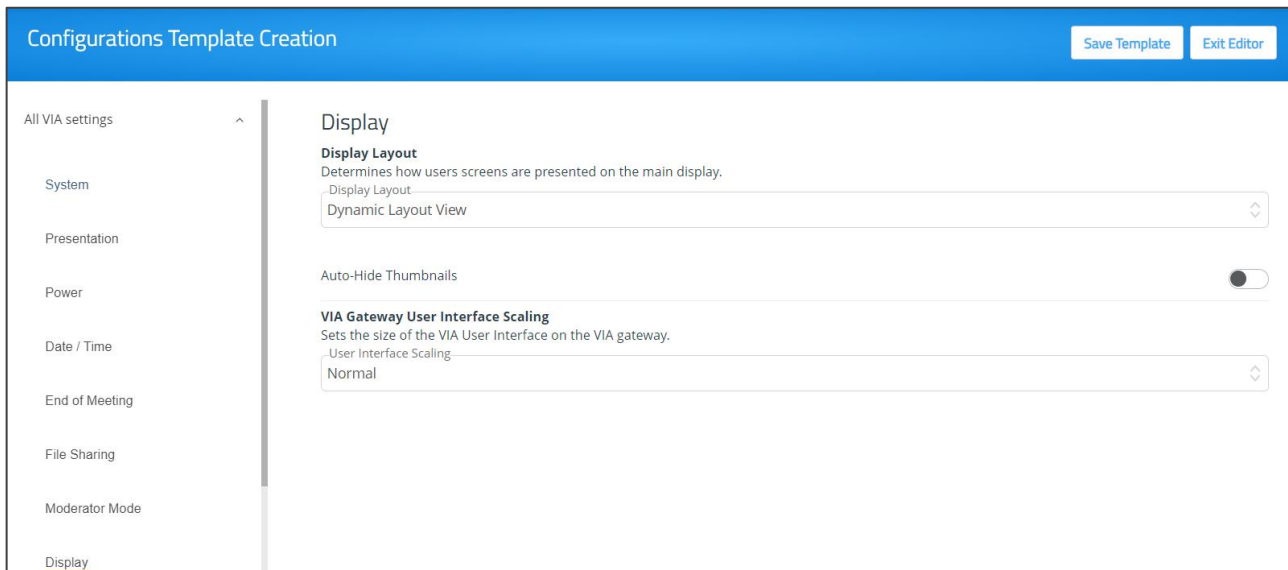 Configurations Template Creation
Save Template
Exit Editor
All VIA settings
System
Presentation
Power
Date / Time
End of Meeting
File Sharing
Moderator Mode
Display
Display
Display Layout
Determines how users screens are presented on the main display.
Display Layout
Dynamic Layout View
Auto-Hide Thumbnails
VIA Gateway User Interface Scaling
Sets the size of the VIA User Interface on the VIA gateway.
User Interface Scaling
Normal